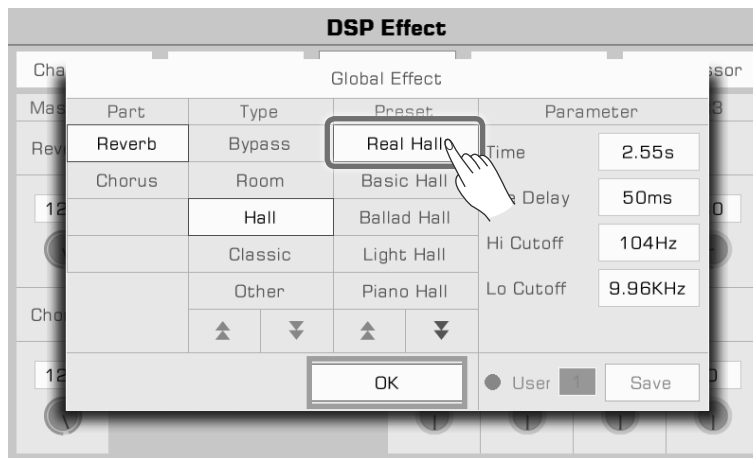 DSP Effect
Global Effect
Part Type Preset Parameter
Reverb Bypass Real Hall Time 2.55s
Chorus Room Basic Hall Delay 50ms
Hall Ballad Hall Hi Cutoff 104Hz
Classic Light Hall Lo Cutoff 9.96KHz
Other Piano Hall
OK User 1 Save